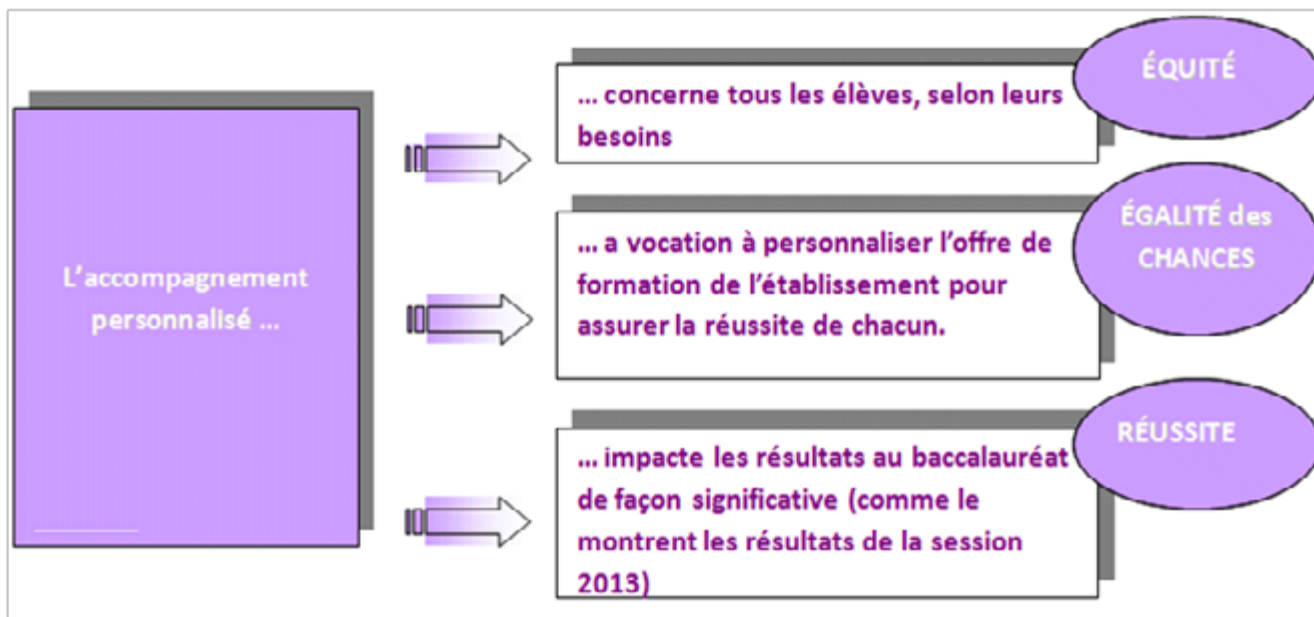 L'accompagnement
personnalisé ...
... concerne tous les élèves, selon leurs
besoins
ÉQUITÉ
... a vocation à personnaliser l'offre de
formation de l'établissement pour
assurer la réussite de chacun.
ÉGALITÉ des
CHANCES
... impacte les résultats au baccalauréat
de façon significative (comme le
montrent les résultats de la session
2013)
RÉUSSITE